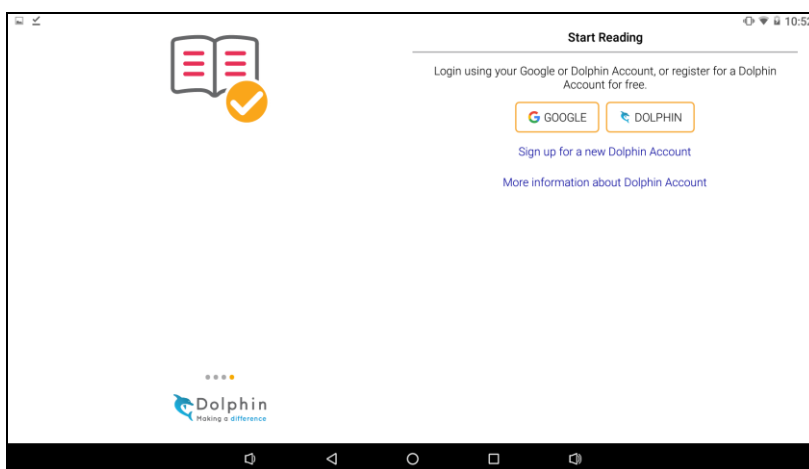 10:52
Start Reading
Login using your Google or Dolphin Account, or register for a Dolphin
Account for free.
GOOGLE
DOLPHIN
Sign up for a new Dolphin Account
More information about Dolphin Account
Dolphin
Making a difference